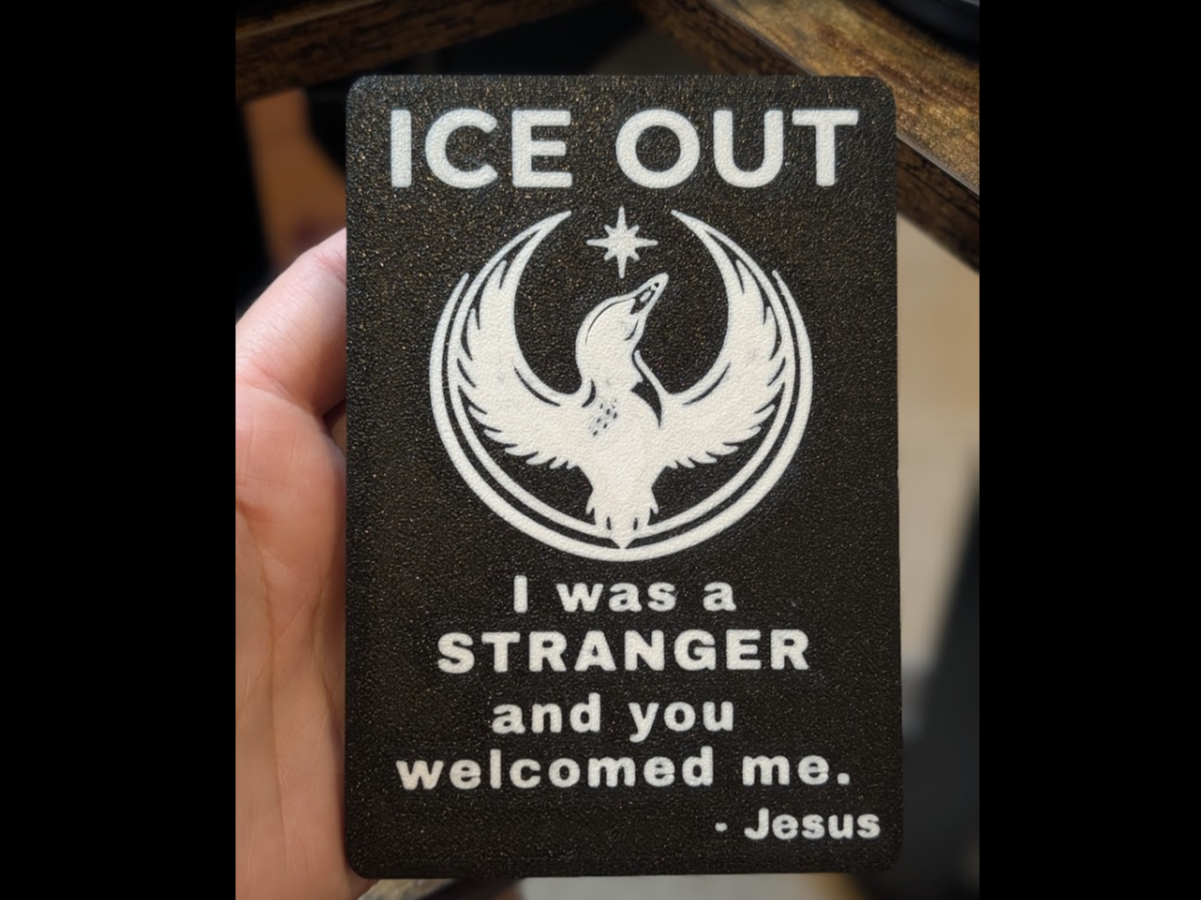 ICE OUT
I was a
STRANGER
and you
welcomed me.
- Jesus